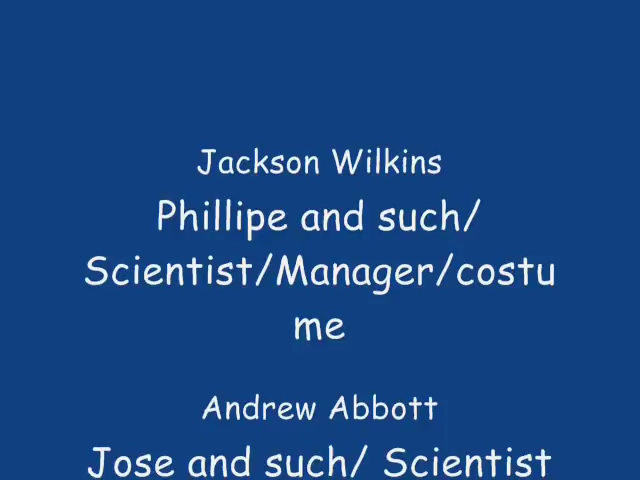 Jackson Wilkins
Phillipe and such/
Scientist/Manager/costu
me
Andrew Abbott
Jose and such/ Scientist